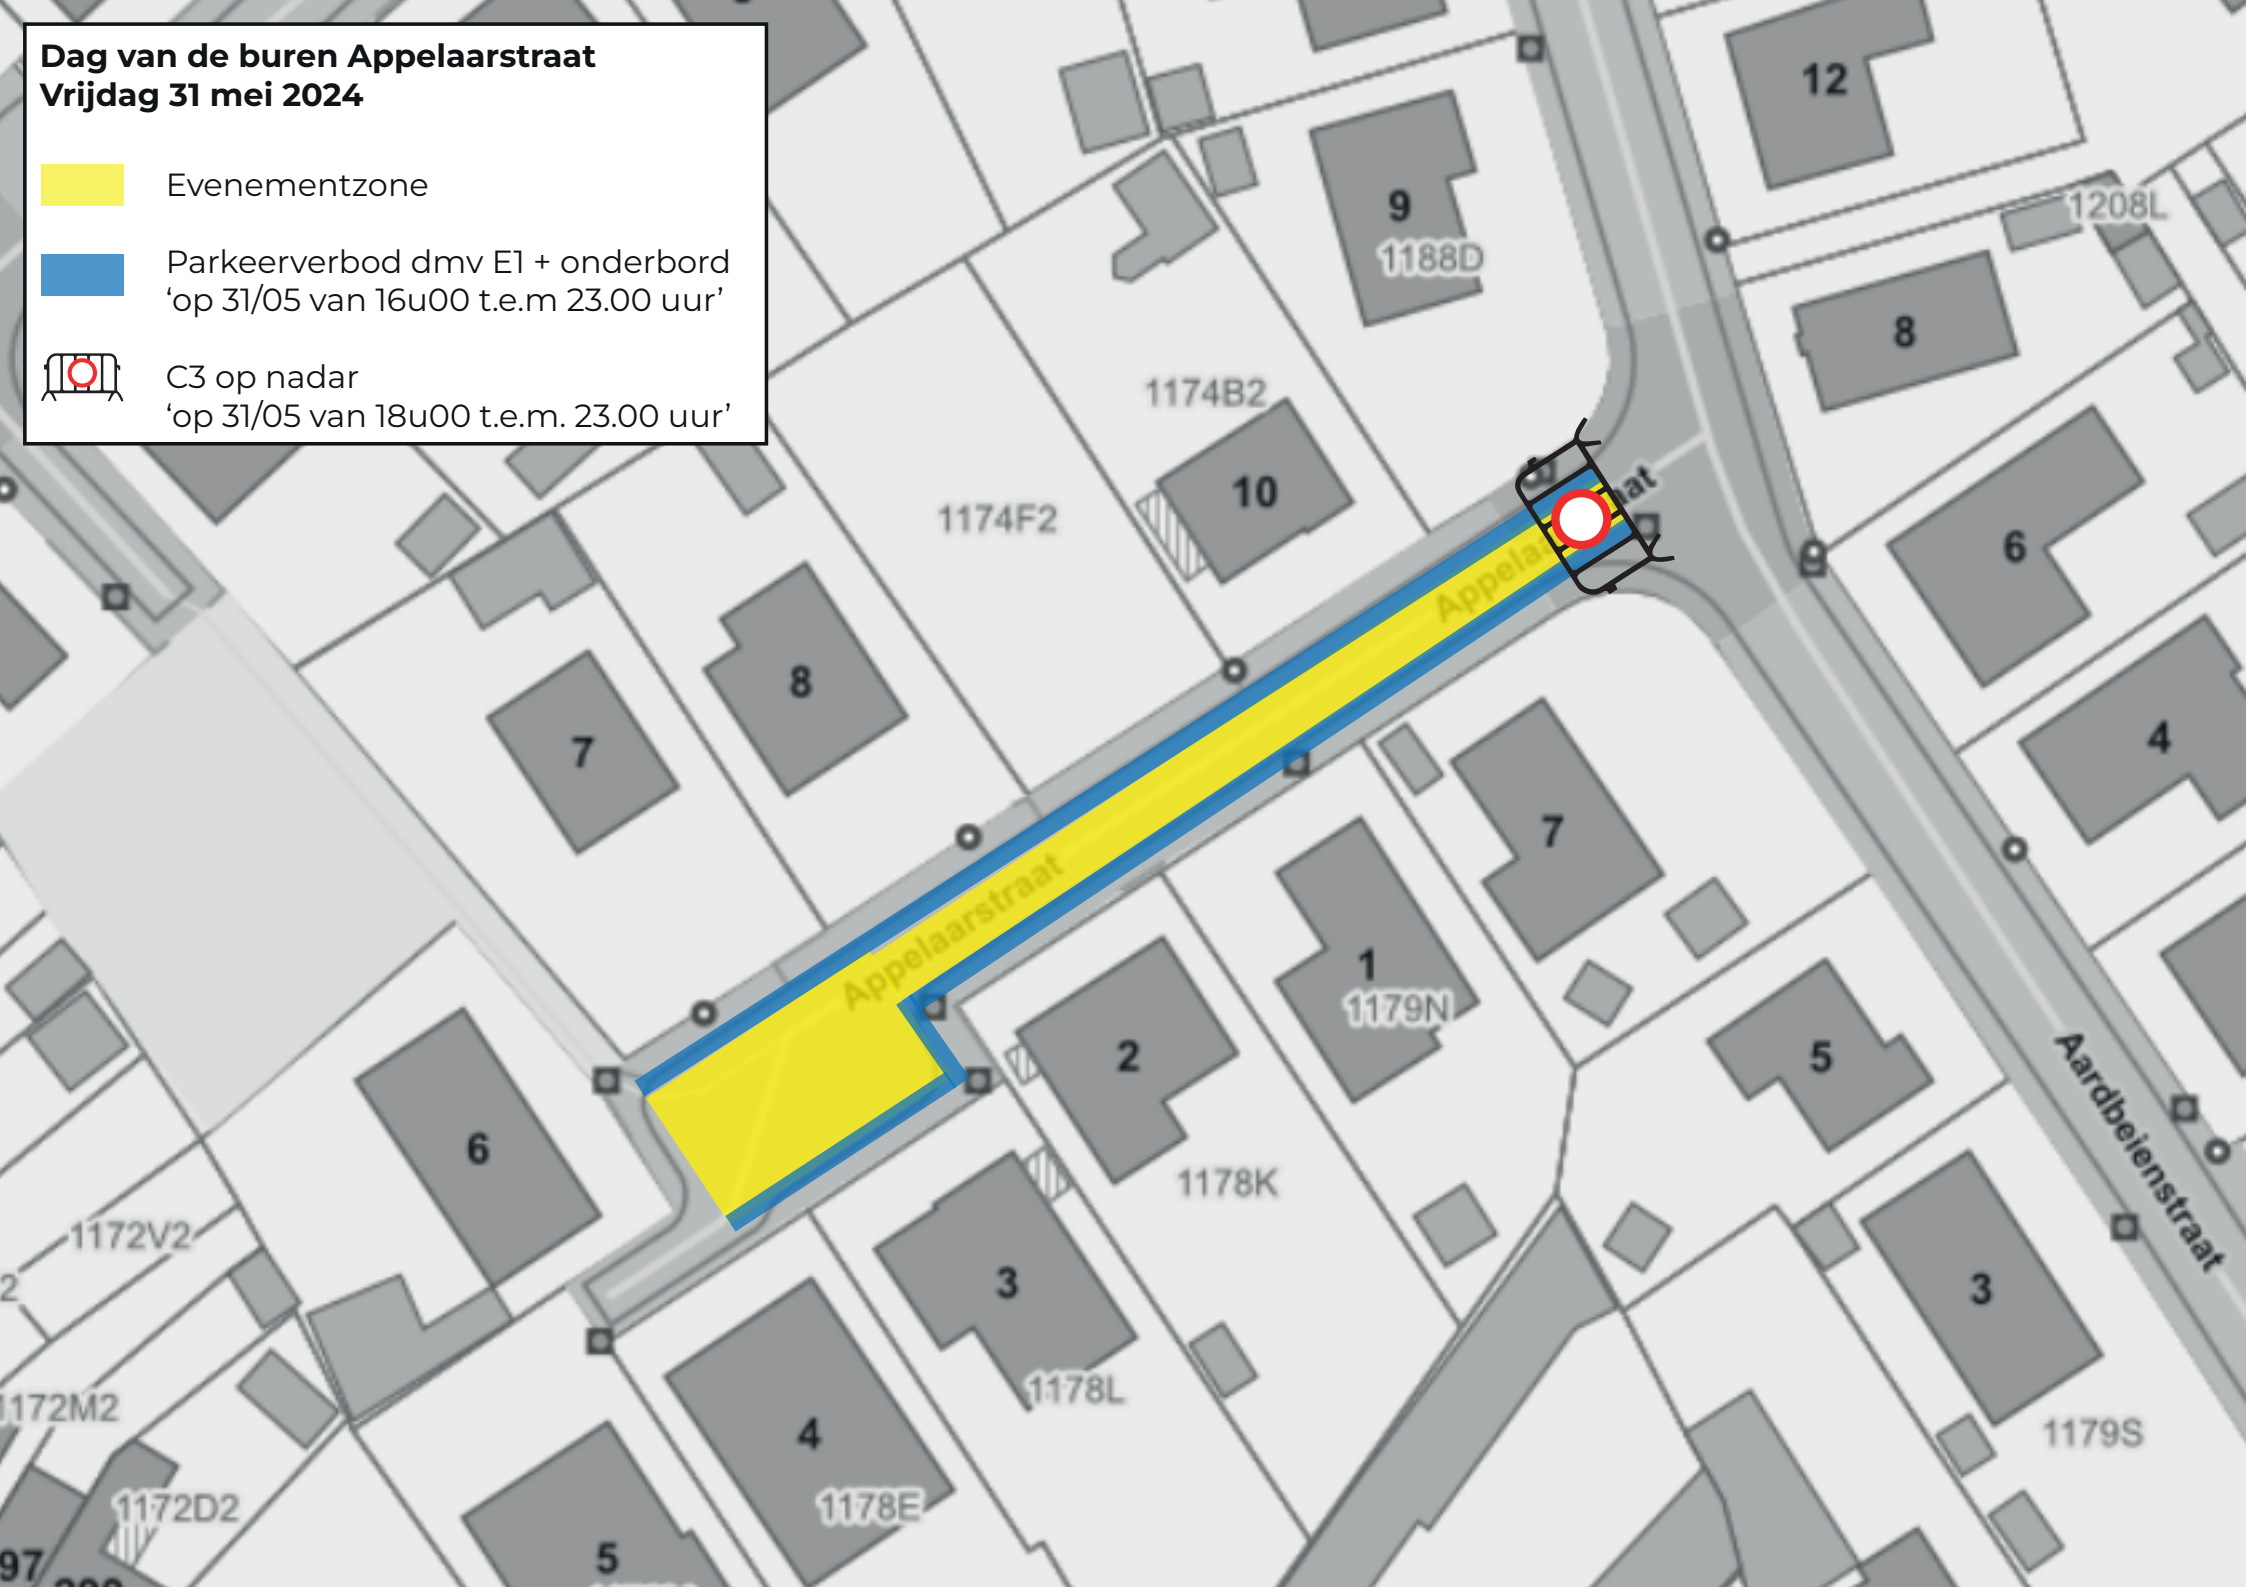 Dag van de buren Appelaarstraat
Vrijdag 31 mei 2024
Evenementzone
Parkeerverbod dmv E1 + onderbord
‘op 31/05 van 16u00 t.e.m 23.00 uur’
C3 op nadar
‘op 31/05 van 18u00 t.e.m. 23.00 uur’
12
1208L
9
1188D
8
1174B2
10
1174F2
6
8
7
4
7
1
1179N
2
5
6
1178K
1172V2
3
3
1178L
1172M2
1179S
4
1178E
1172D2
5
97
Appelaarstraat
Aardbeienstraat